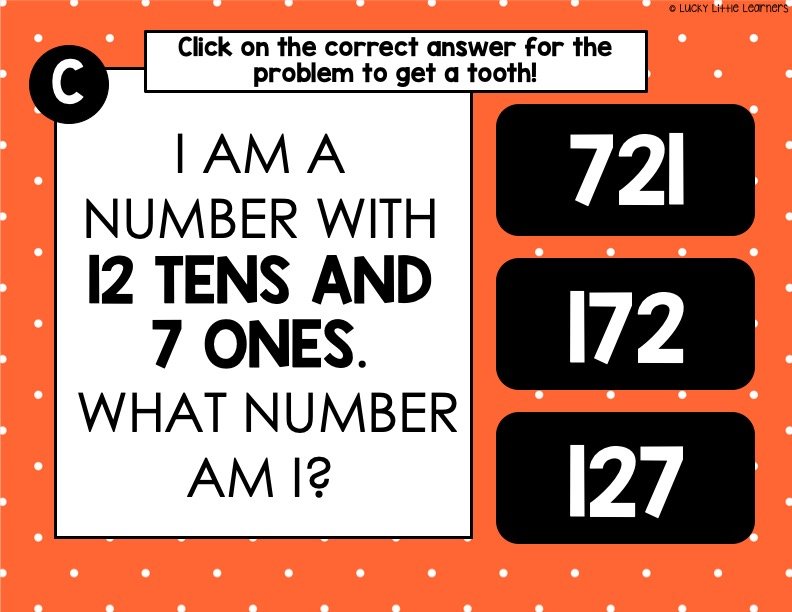 © Lucky Little Learners
Click on the correct answer for the
problem to get a tooth!
C
I AM A
NUMBER WITH
12 TENS AND
7 ONES.
WHAT NUMBER
AM I?
721
172
127